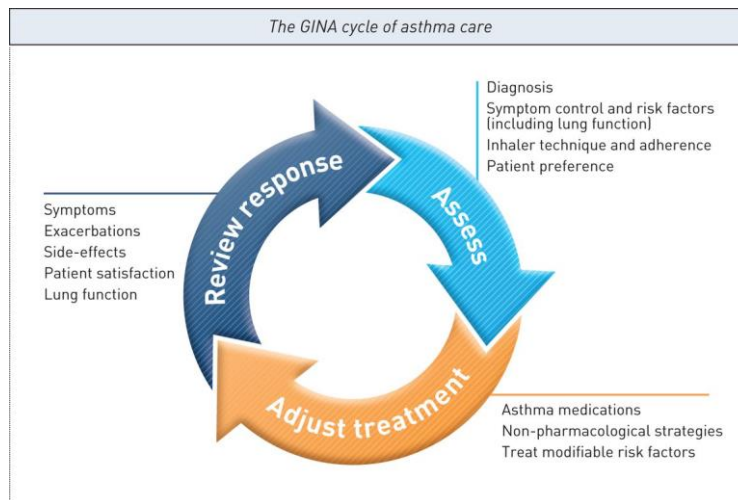 The GINA cycle of asthma care
Diagnosis
Symptom control and risk factors
(including lung function)
Inhaler technique and adherence
Patient preference
Assess
Asthma medications
Non-pharmacological strategies
Treat modifiable risk factors
Adjust treatment
Symptoms
Exacerbations
Side-effects
Patient satisfaction
Lung function
Review response